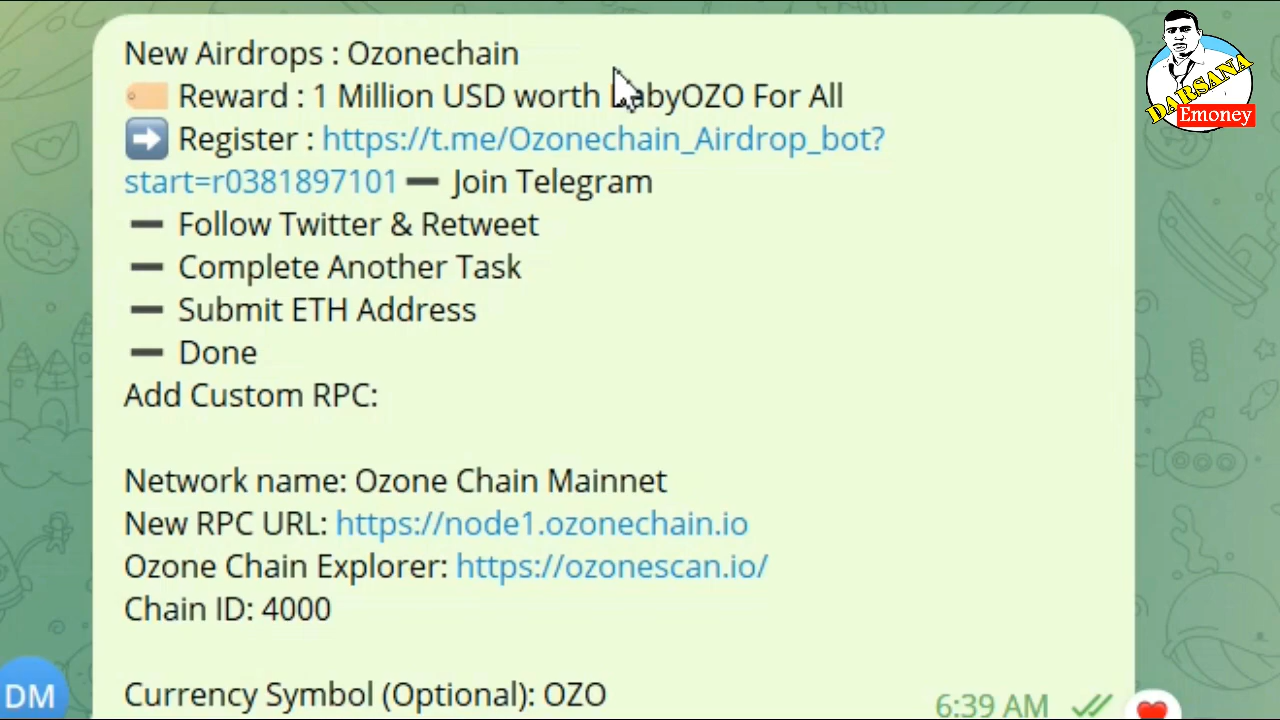 New Airdrops : Ozonechain
Reward : 1 Million USD worth babyOZO For All
Register : https://t.me/Ozonechain_Airdrop_bot?
start=r0381897101 ➖ Join Telegram
➖ Follow Twitter & Retweet
➖ Complete Another Task
➖ Submit ETH Address
➖ Done
Add Custom RPC:
Network name: Ozone Chain Mainnet
New RPC URL: https://node1.ozonechain.io
Ozone Chain Explorer: https://ozonescan.io/
Chain ID: 4000
Currency Symbol (Optional): OZO
6:39 AM
DM
DARSANA
Emoney